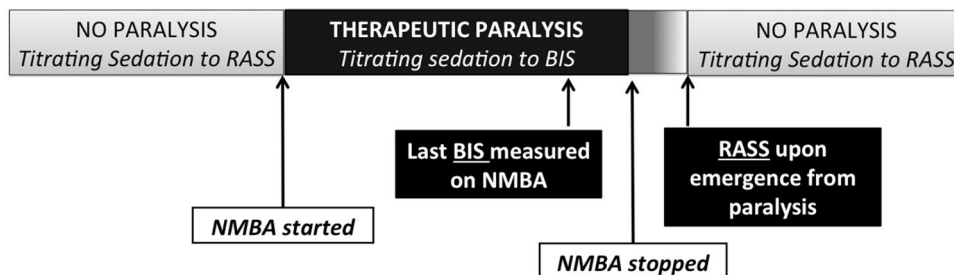 NO PARALYSIS
Titrating Sedation to RASS
THERAPEUTIC PARALYSIS
Titrating sedation to BIS
NO PARALYSIS
Titrating Sedation to RASS
Last BIS measured
on NMBA
RASS upon
emergence from
paralysis
NMBA started
NMBA stopped